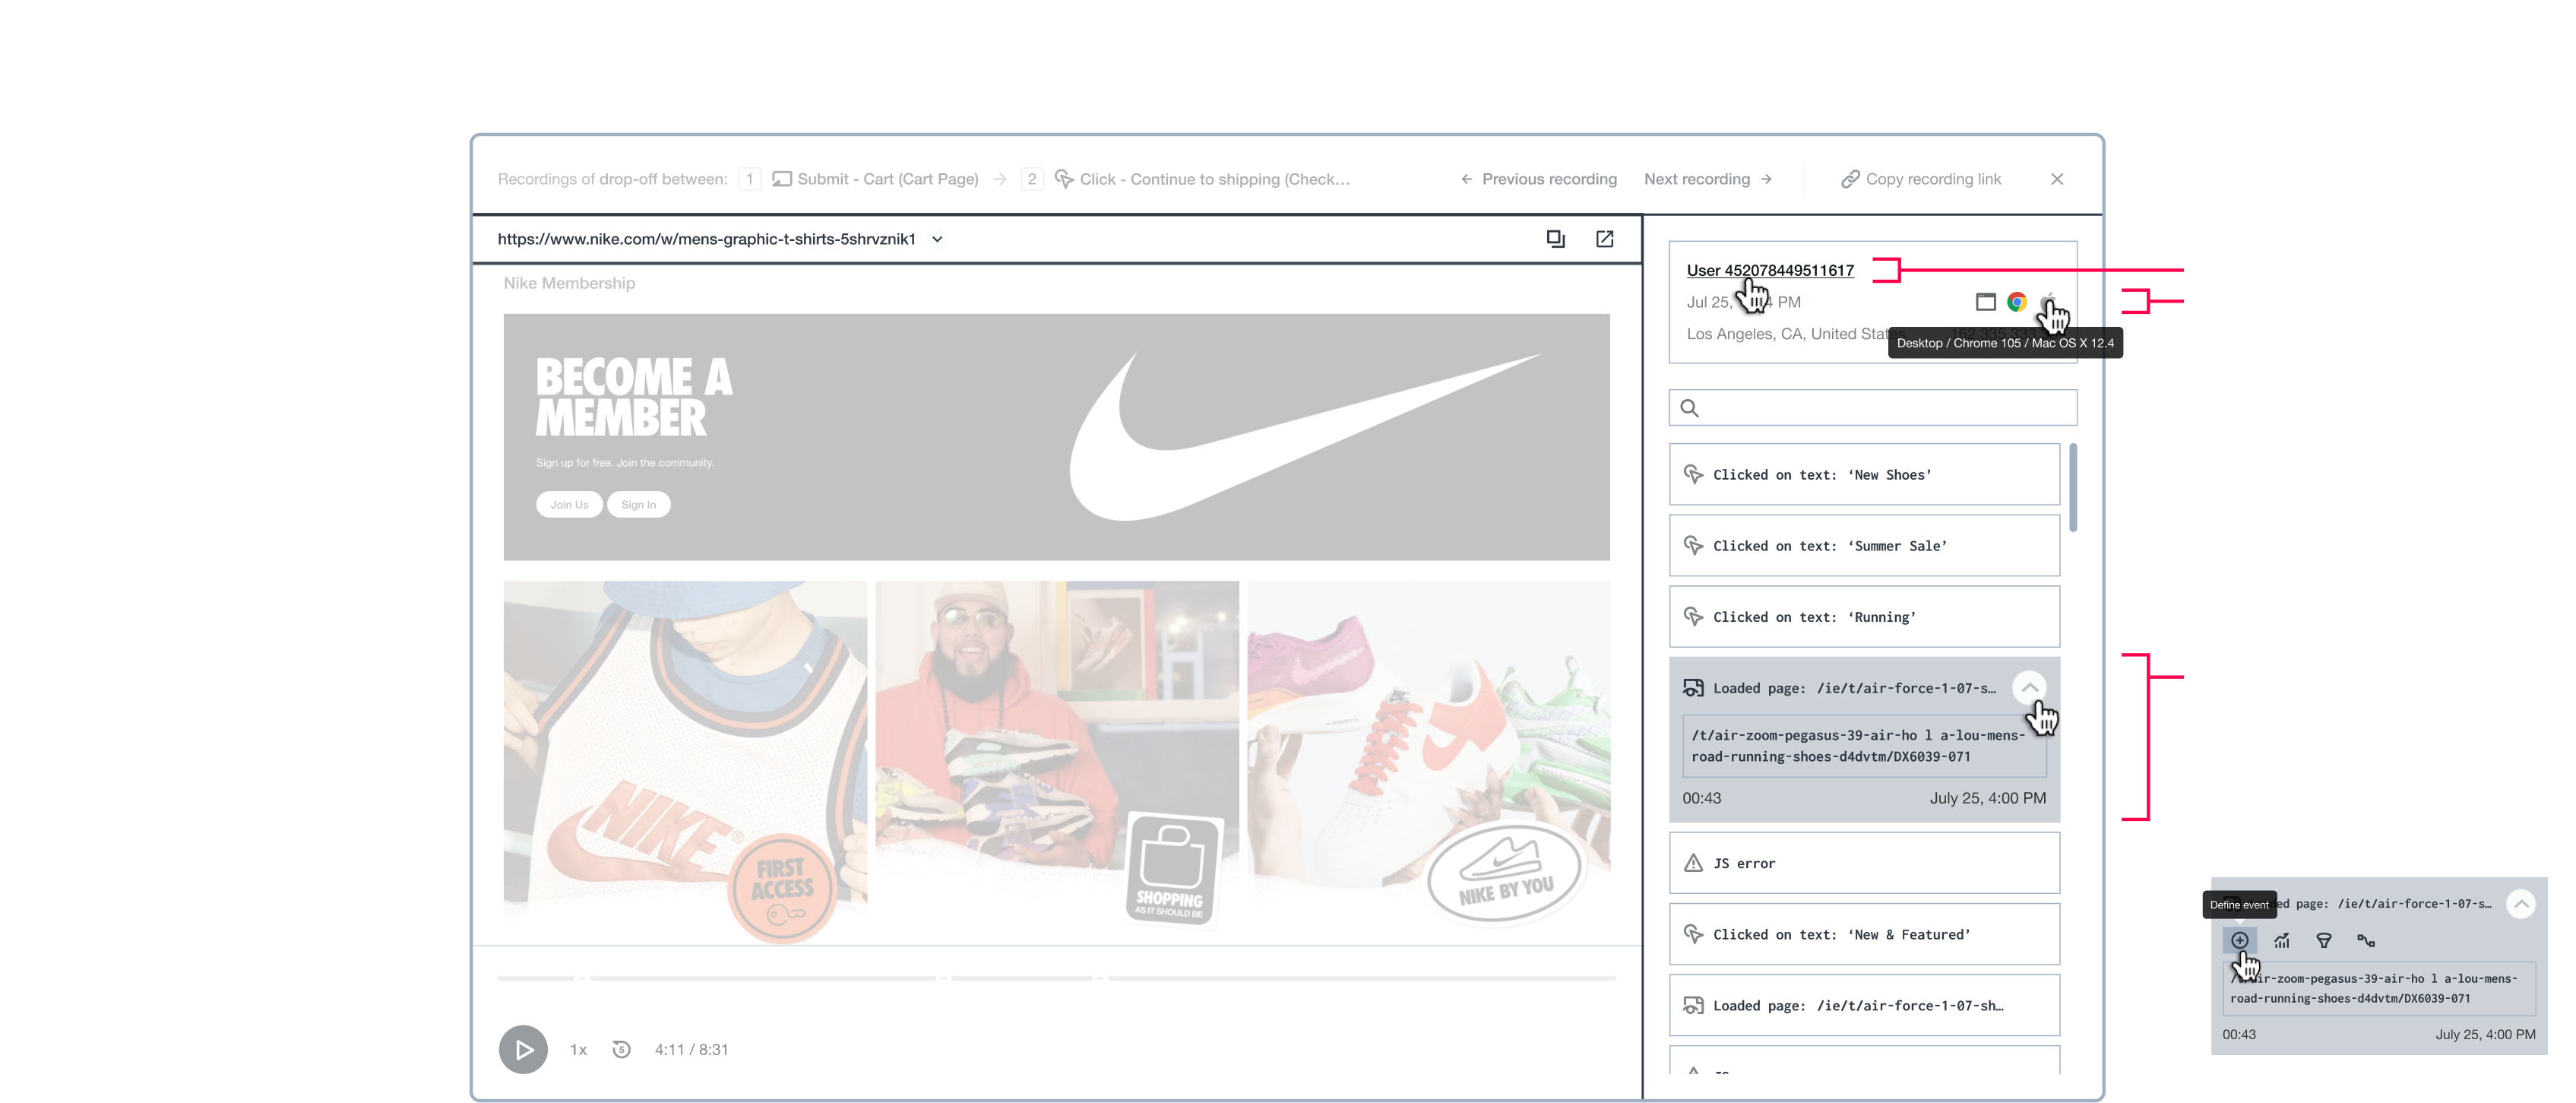 Recordings of drop-off between: 1 Submit - Cart (Cart Page) 2 Click - Continue to shipping (Check...
Previous recording Next recording Copy recording link
https://www.nike.com/w/mens-graphic-t-shirts-5shrvznik1
Nike Membership
BECOME A
MEMBER
Sign up for free. Join the community.
Join Us Sign In
NIKE
FIRST
ACCESS
SHOPPING
AS IT SHOULD BE
NIKE BY YOU
1x 5 4:11 / 8:31
User 452078449511617
Jul 25, PM
Los Angeles, CA, United States
Desktop / Chrome 105 / Mac OS X 12.4
Clicked on text: ‘New Shoes’
Clicked on text: ‘Summer Sale’
Clicked on text: ‘Running’
Loaded page: /ie/t/air-force-1-07-s…
/t/air-zoom-pegasus-39-air-ho l a-lou-mens-
road-running-shoes-d4dvtm/DX6039-071
00:43 July 25, 4:00 PM
JS error
Clicked on text: ‘New & Featured’
Loaded page: /ie/t/air-force-1-07-sh…
Define event
page: /ie/t/air-force-1-07-s…
/t/air-zoom-pegasus-39-air-ho l a-lou-mens-
road-running-shoes-d4dvtm/DX6039-071
00:43 July 25, 4:00 PM